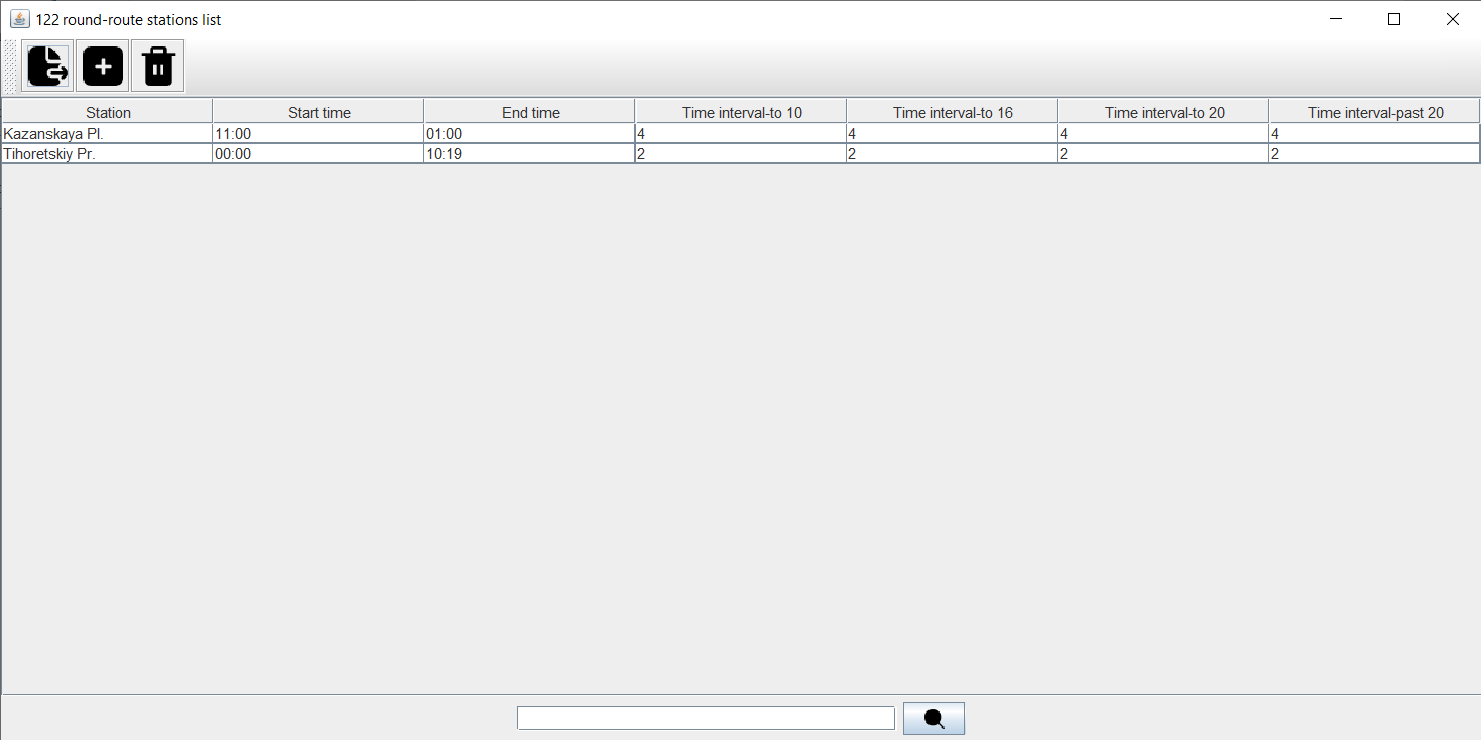 122 round-route stations list
Station Start time End time Time interval-to 10 Time interval-to 16 Time interval-to 20 Time interval-past 20
Kazanskaya Pl. 11:00 01:00 4 4 4 4
Tihoretskiy Pr. 00:00 10:19 2 2 2 2